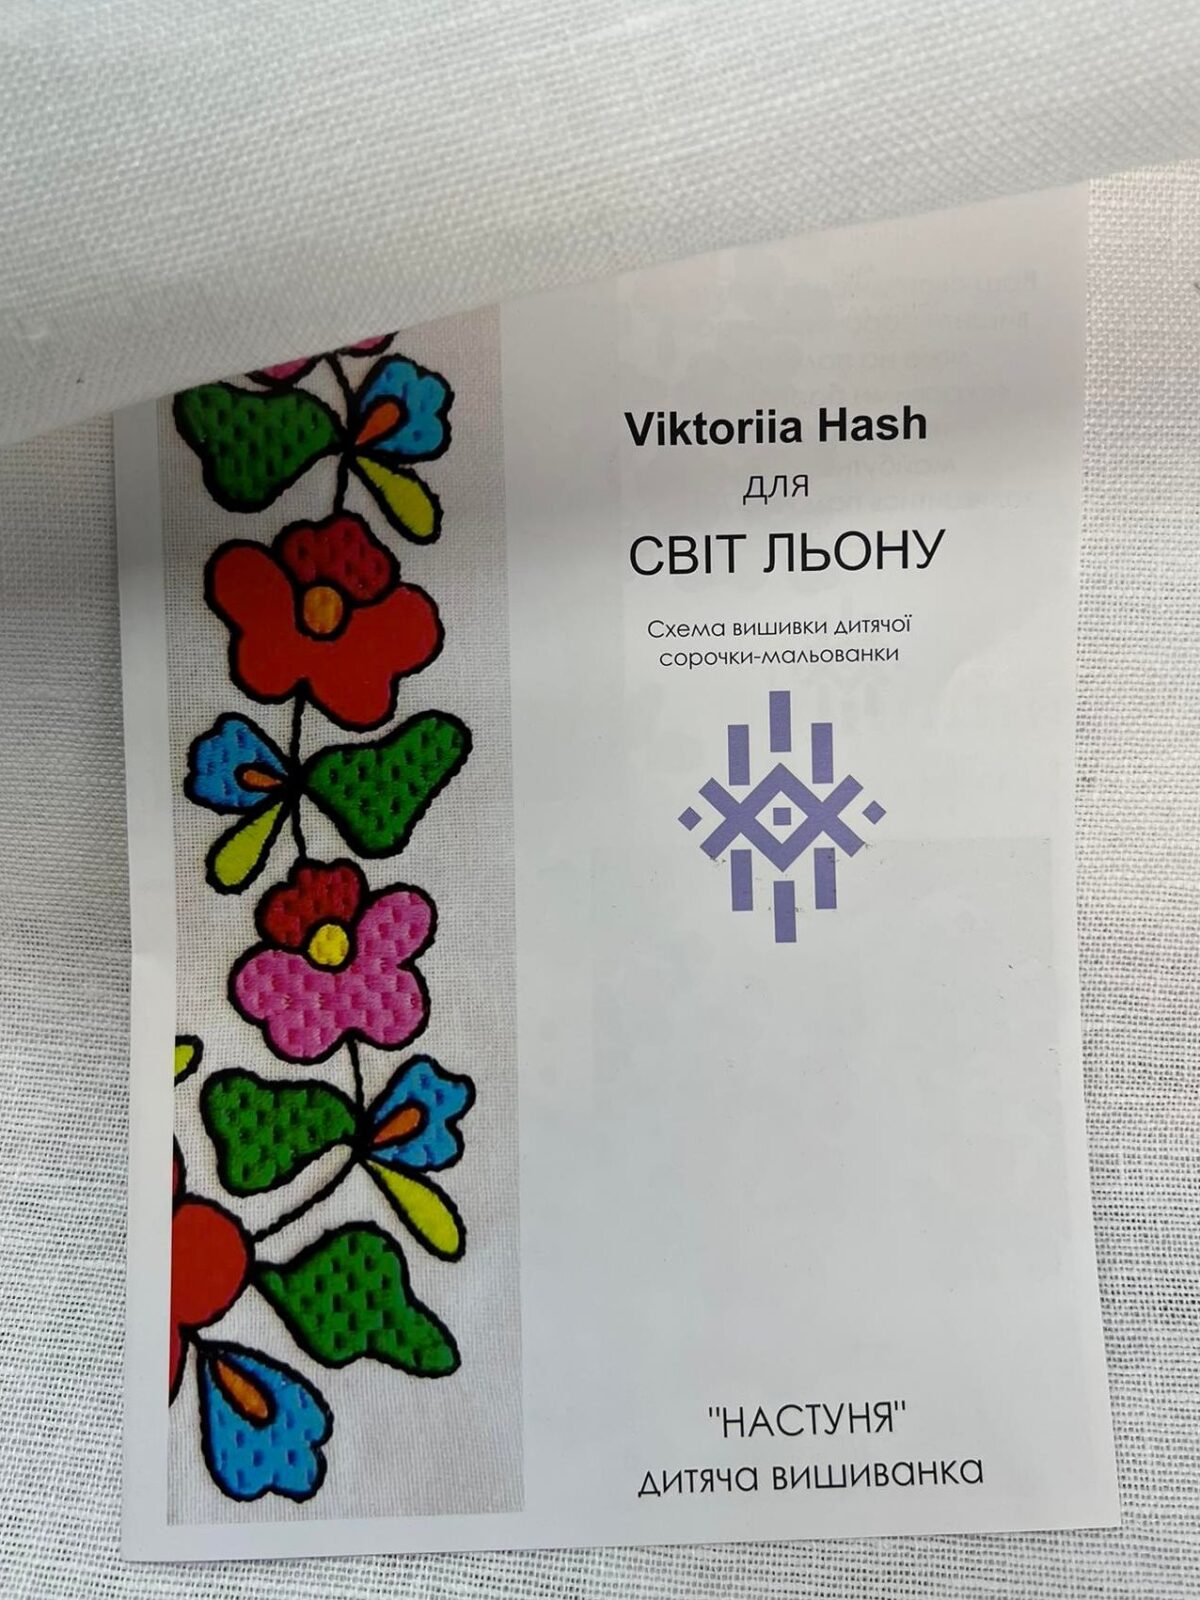 Viktoriia Hash
для
СВІТ ЛЬОНУ
Схема вишивки дитячої
сорочки-мальованки
"НАСТУНЯ"
дитяча вишиванка